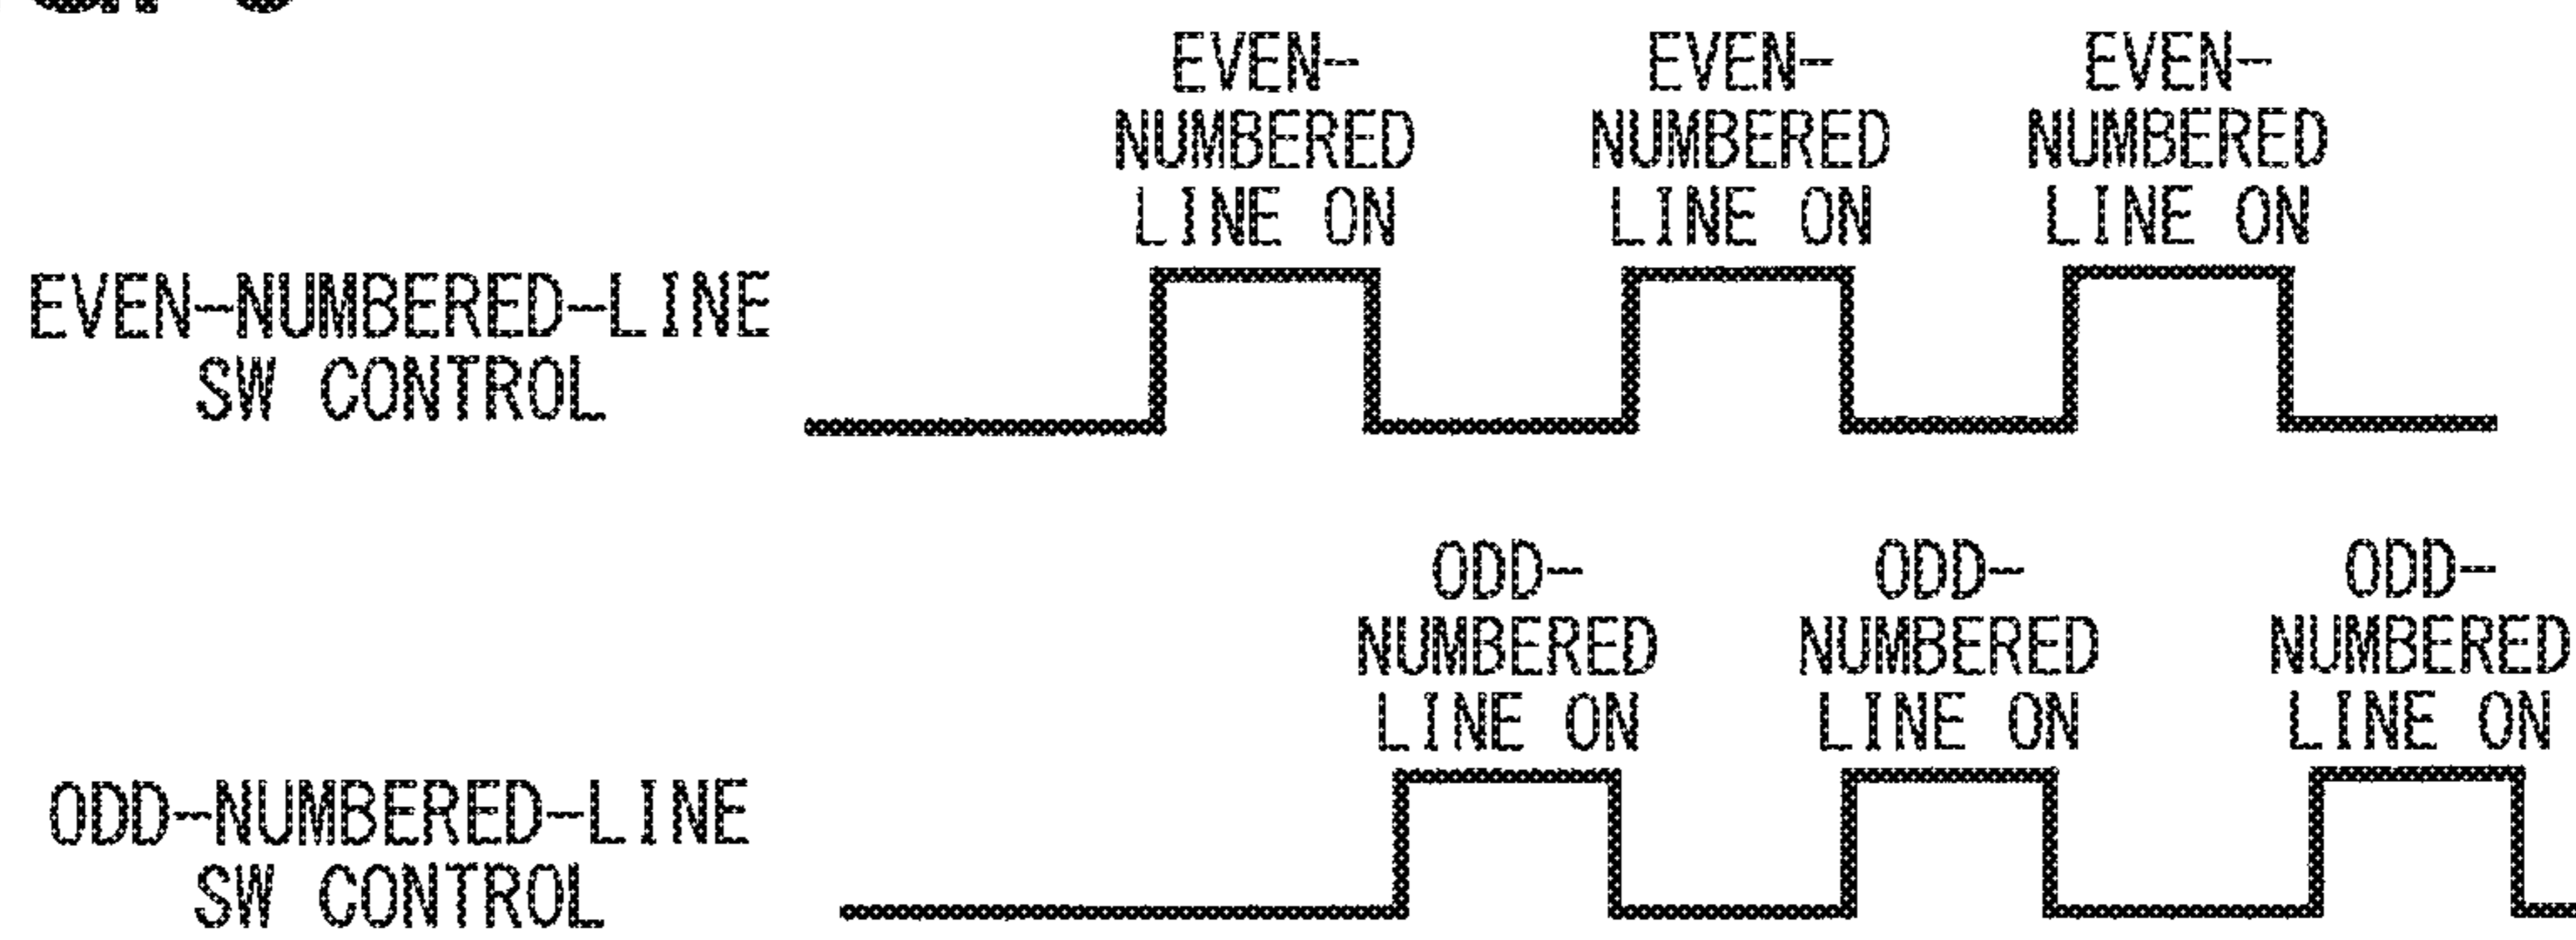 EVEN-
NUMBERED
LINE ON
EVEN-
NUMBERED
LINE ON
EVEN-
NUMBERED
LINE ON
EVEN-NUMBERED-LINE
SW CONTROL
ODD-
NUMBERED
LINE ON
ODD-
NUMBERED
LINE ON
ODD-
NUMBERED
LINE ON
ODD-NUMBERED-LINE
SW CONTROL